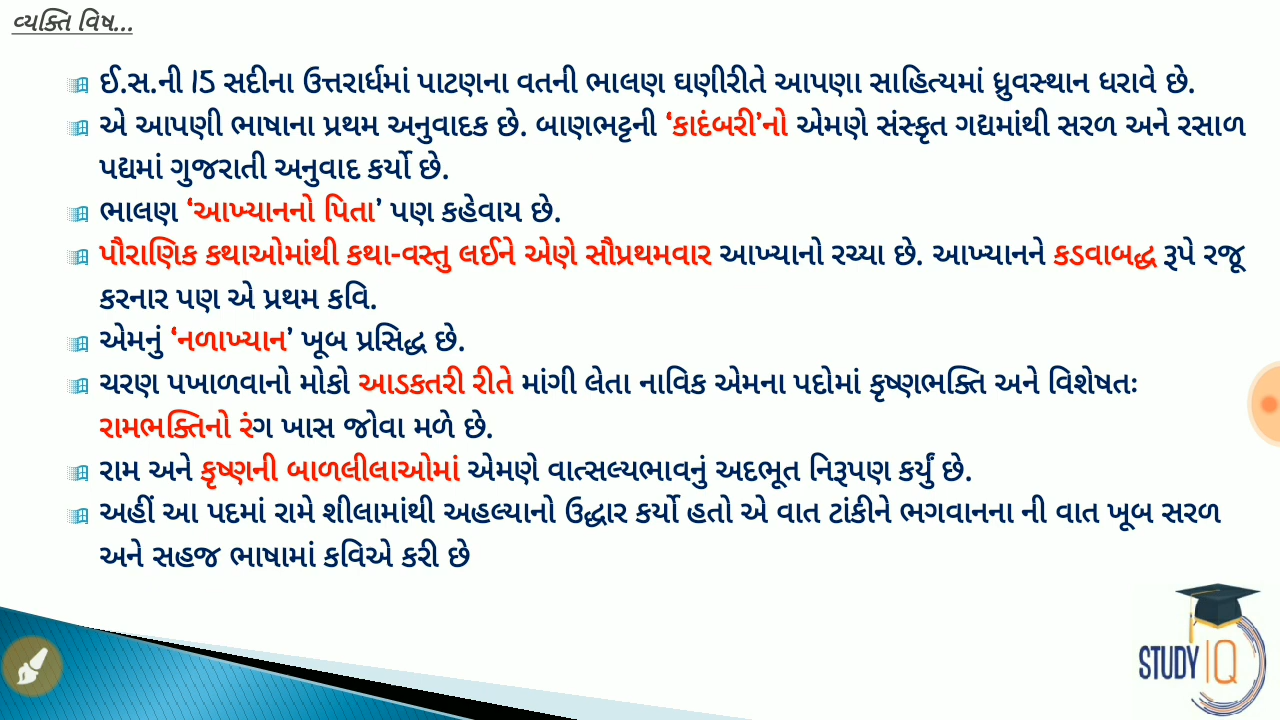 વ્યક્તિ વિષ...
ઈ.સ.ની 15 સદીના ઉત્તરાર્ધમાં પાટણના વતની ભાલણ ઘણીરીતે આપણા સાહિત્યમાં ધ્રુવસ્થાન ધરાવે છે.
એ આપણી ભાષાના પ્રથમ અનુવાદક છે. બાણભટ્ટની ‘કાદંબરી’નો એમણે સંસ્કૃત ગદ્યમાંથી સરળ અને રસાળ
પદ્યમાં ગુજરાતી અનુવાદ કર્યો છે.
ભાલણ ‘આખ્યાનનો પિતા’ પણ કહેવાય છે.
પૌરાણિક કથાઓમાંથી કથા-વસ્તુ લઈને એણે સૌપ્રથમવાર આખ્યાનો રચ્યા છે. આખ્યાનને કડવાબદ્ધ રૂપે રજૂ
કરનાર પણ એ પ્રથમ કવિ.
એમનું ‘નળાખ્યાન’ ખૂબ પ્રસિદ્ધ છે.
ચરણ પખાળવાનો મોકો આડકતરી રીતે માંગી લેતા નાવિક એમના પદોમાં કૃષ્ણભક્તિ અને વિશેષતઃ
રામભક્તિનો રંગ ખાસ જોવા મળે છે.
રામ અને કૃષ્ણની બાળલીલાઓમાં એમણે વાત્સલ્યભાવનું અદભૂત નિરૂપણ કર્યું છે.
અહીં આ પદમાં રામે શીલામાંથી અહલ્યાનો ઉદ્ધાર કર્યો હતો એ વાત ટાંકીને ભગવાનના ની વાત ખૂબ સરળ
અને સહજ ભાષામાં કવિએ કરી છે
STUDY IQ